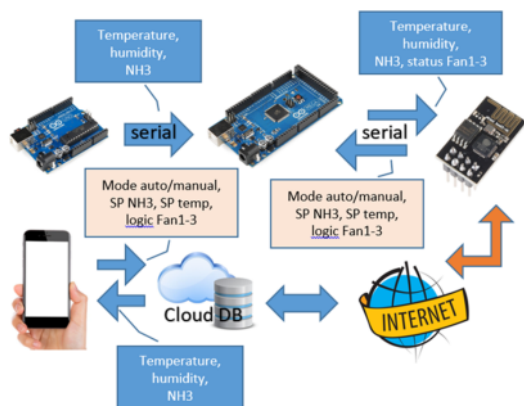 Temperature,
humidity,
NH3
Temperature,
humidity,
NH3, status Fan1-3
serial
serial
Mode auto/manual,
SP NH3, SP temp,
logic Fan1-3
Mode auto/manual,
SP NH3, SP temp,
logic Fan1-3
Cloud DB
INTERNET
Temperature,
humidity,
NH3